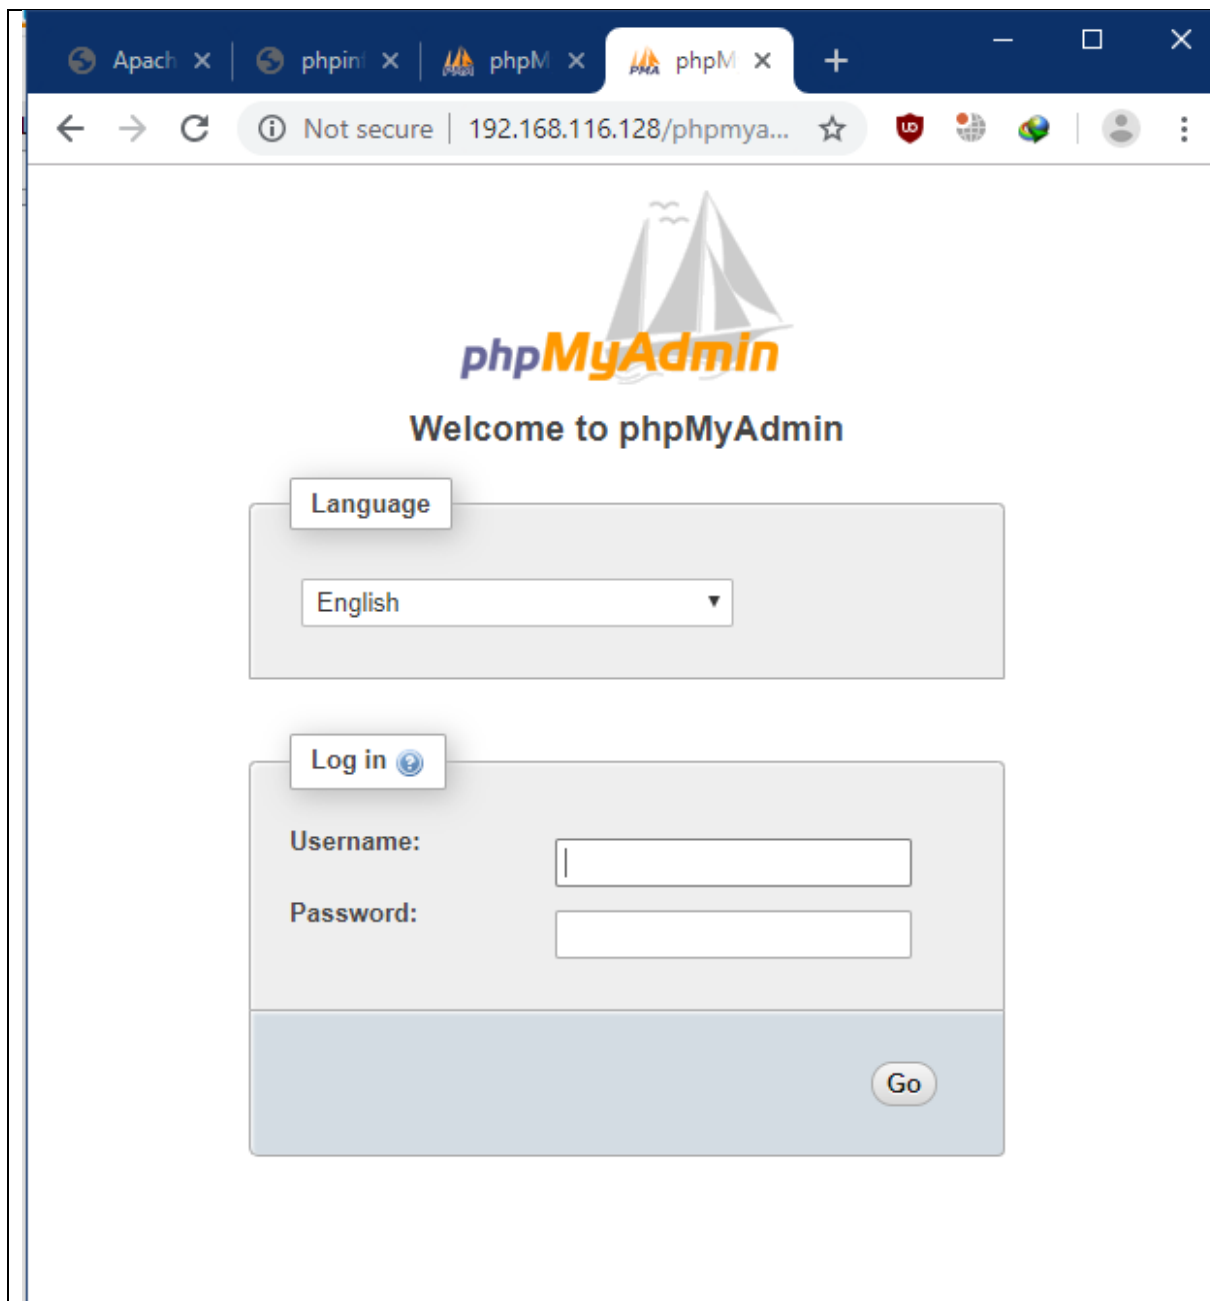 Apach phpinf phpM phpM
Not secure 192.168.116.128/phpmya...
phpMyAdmin
Welcome to phpMyAdmin
Language
English
Log in
Username:
Password:
Go